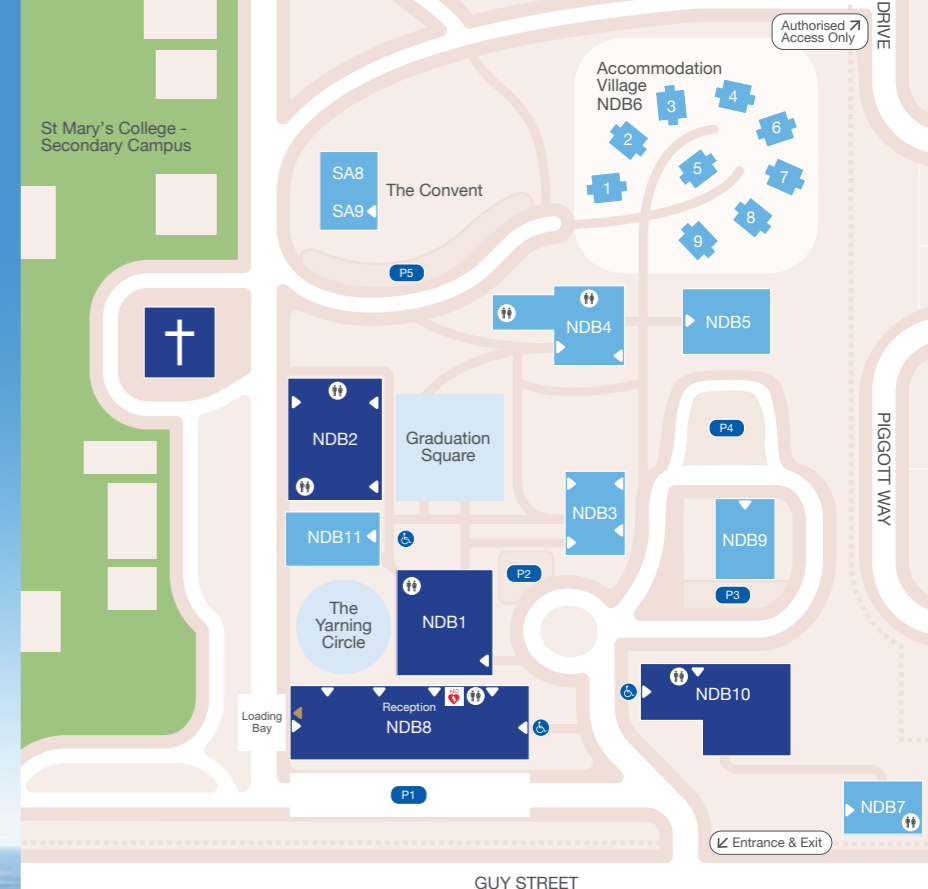 DRIVE
Authorised
Access Only
Accommodation
Village
NDB6
3
4
2
6
5
7
1
8
9
St Mary's College -
Secondary Campus
SA8
SA9
The Convent
P5
NDB4
NDB5
NDB2
Graduation
Square
P4
PIGGOTT WAY
NDB3
NDB11
NDB9
P2
P3
The
Yarning
Circle
NDB1
NDB10
AED
Reception
NDB8
Loading
Bay
P1
NDB7
Entrance & Exit
GUY STREET